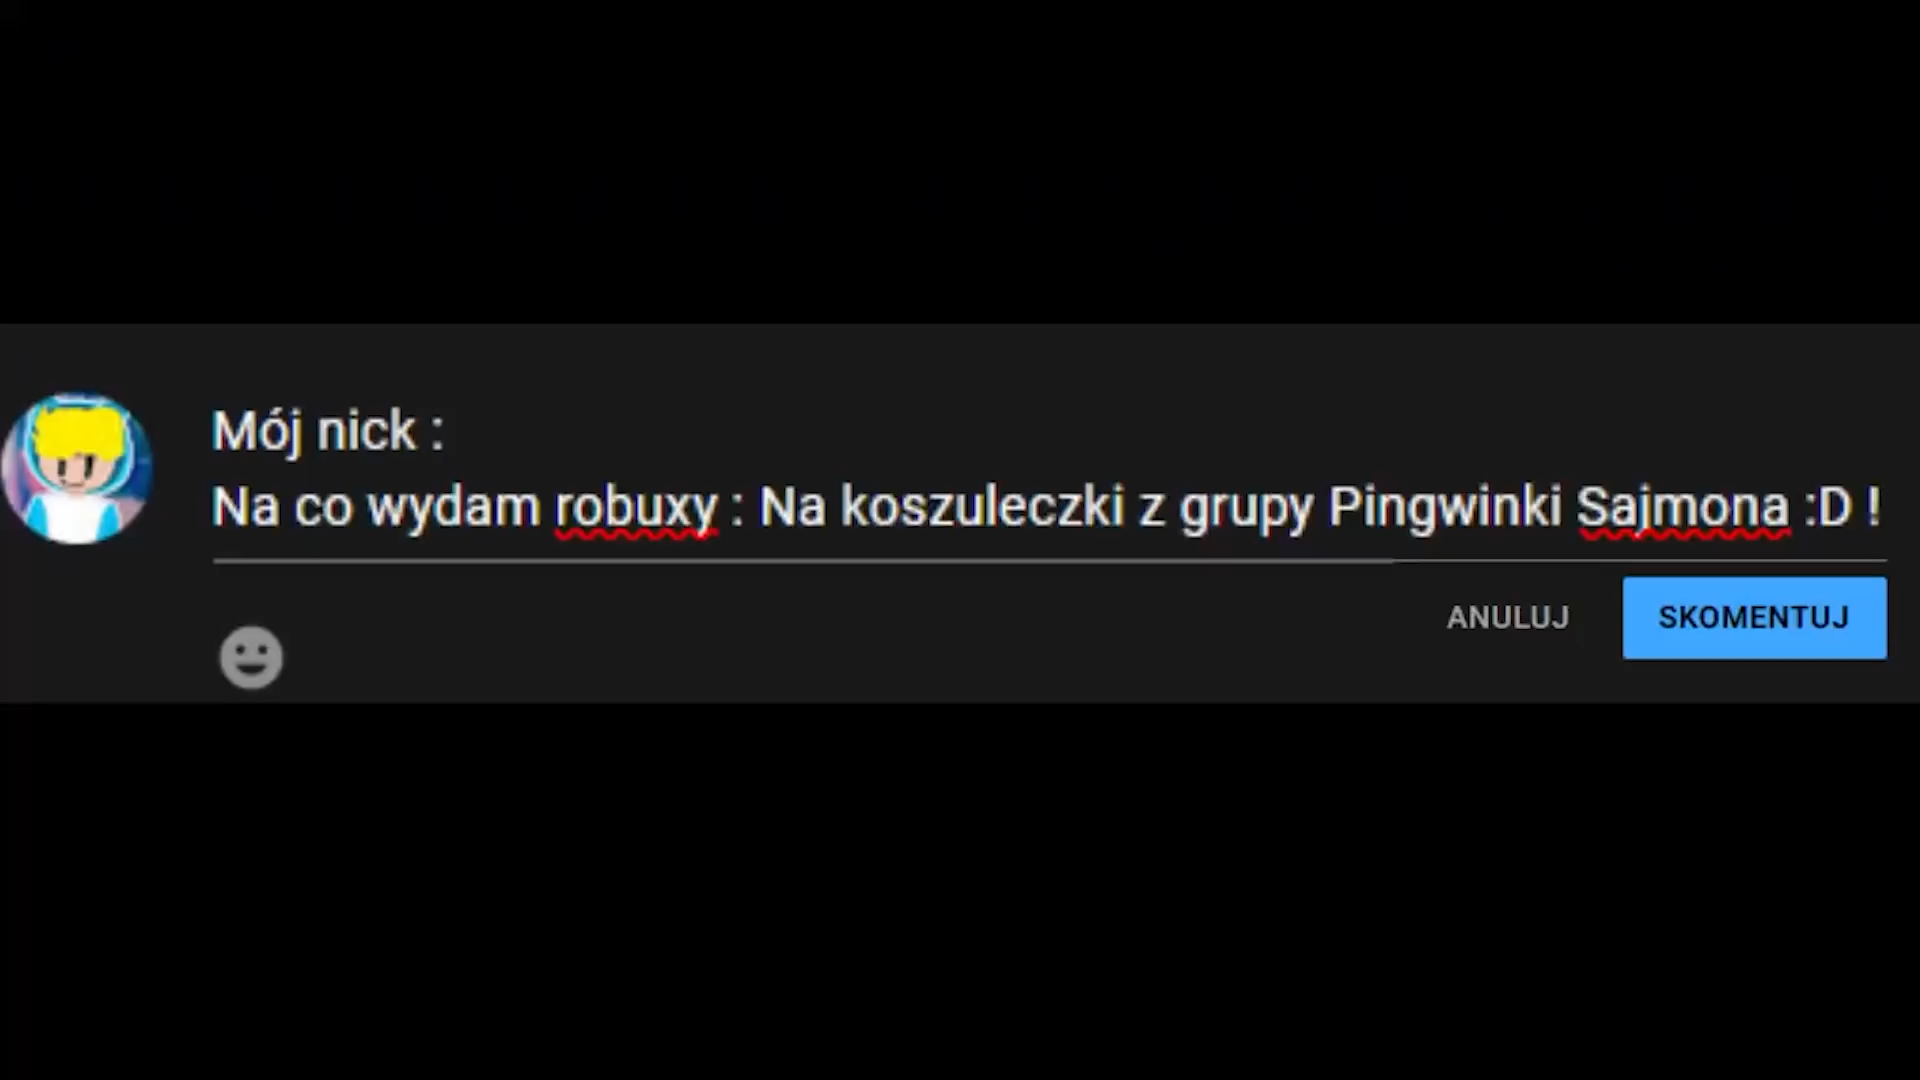 Mój nick :
Na co wydam robuxy : Na koszuleczki z grupy Pingwinki Sajmona :D !
ANULUJ
SKOMENTUJ